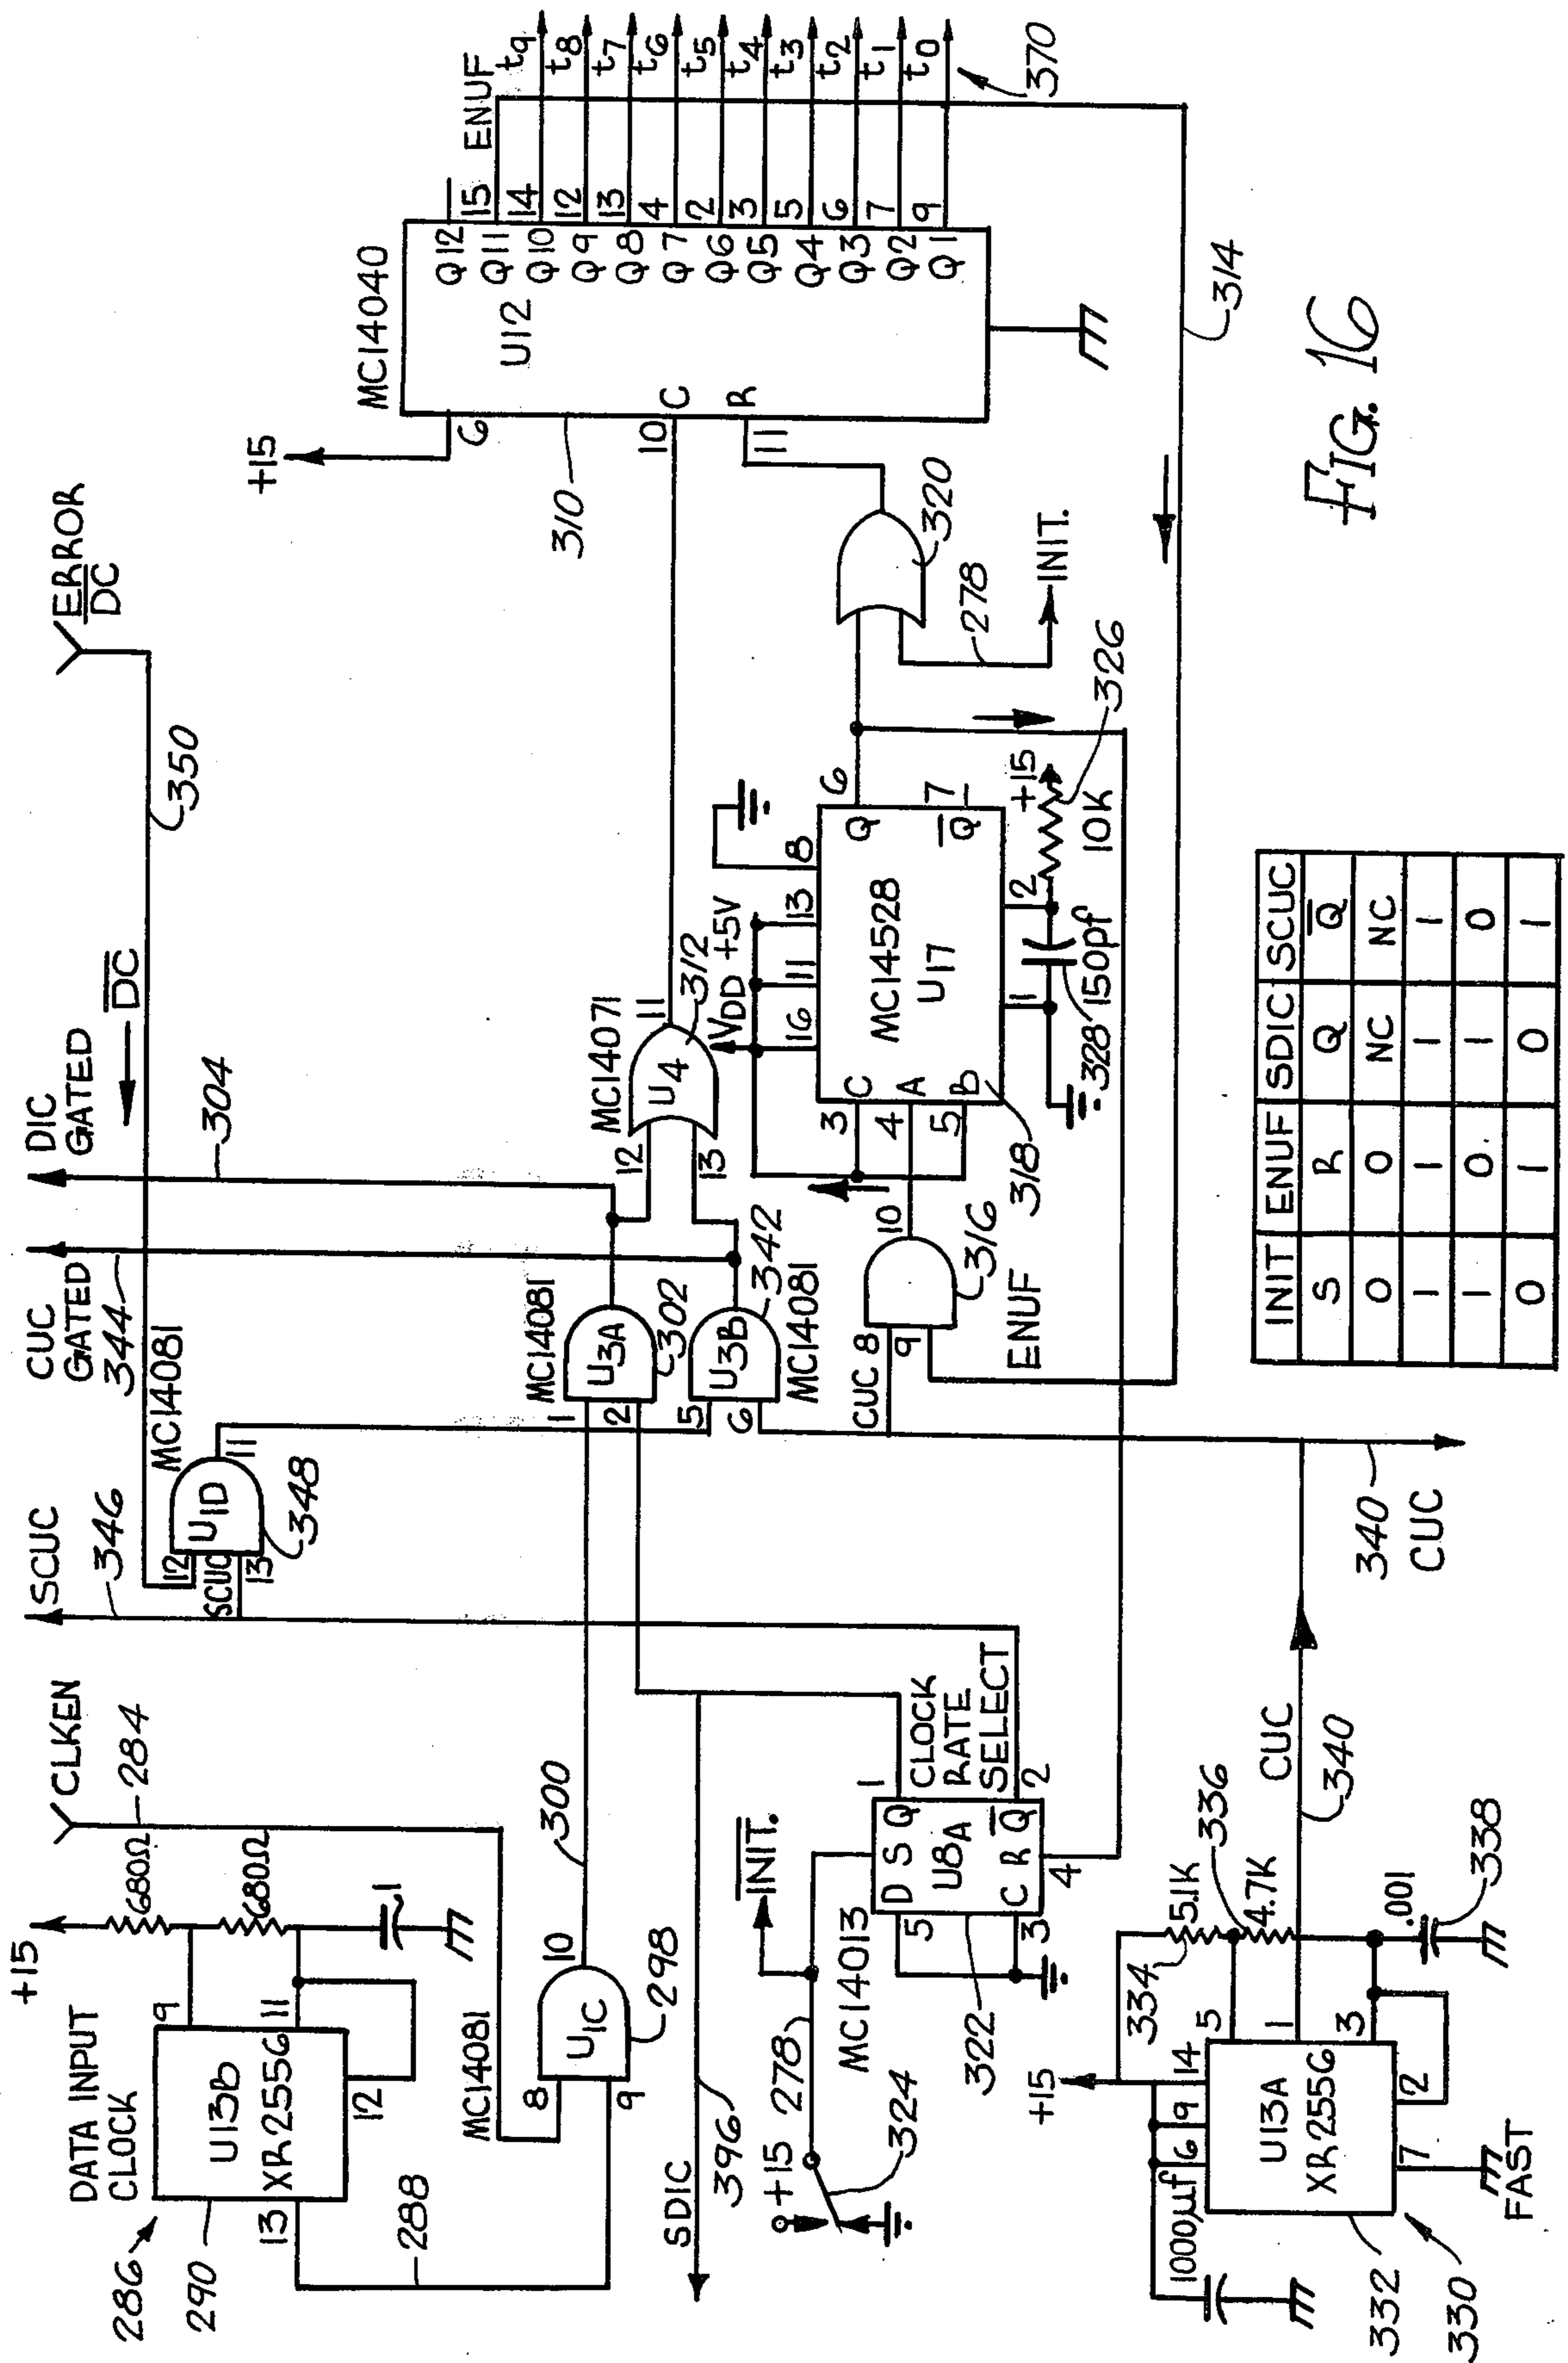 DATA INPUT
CLOCK
286
290
U13B
XR2556
9
11
12
13
288
+15
680Ω
680Ω
.1
CLKEN
284
MC14081
8
9
U1C
10
298
300
SCUC
346
12
SCUC
13
U1D
11
348
MC14081
CUC
GATED
344
DIC
GATED
304
DC
350
ERROR
DC
1
2
MC14081
U3A
302
5
6
U3B
342
MC14081
MC14071
12
13
U4
11
312
SDIC
396
+15
278
324
INIT.
MC14013
322
D S Q
U8A
C R Q
5
3
4
1
2
CLOCK
RATE
SELECT
CUC 8
9
10
316
ENUF
VDD +5V
16
11
13
8
3
4
5
C
A
B
MC14528
U17
Q
Q
6
7
318
1
2
328
150pf
10K
+15
326
320
278
INIT.
MC14040
U12
+15
6
310
10
C
11
R
Q12
Q11
15
ENUF
Q10
14
t9
Q9
12
t8
Q8
13
t7
Q7
4
t6
Q6
2
t5
Q5
3
t4
Q4
5
t3
Q3
6
t2
Q2
7
t1
Q1
9
t0
370
314
+15
1000µf
6
9
14
5
1
3
2
7
U13A
XR2556
332
330
FAST
334
5.1K
336
4.7K
.001
338
CUC
340
340
CUC
INIT ENUF SDIC SCUC
S R Q Q
0 0 NC NC
1 1 1 1
1 0 1 0
0 1 0 1
FIG. 16